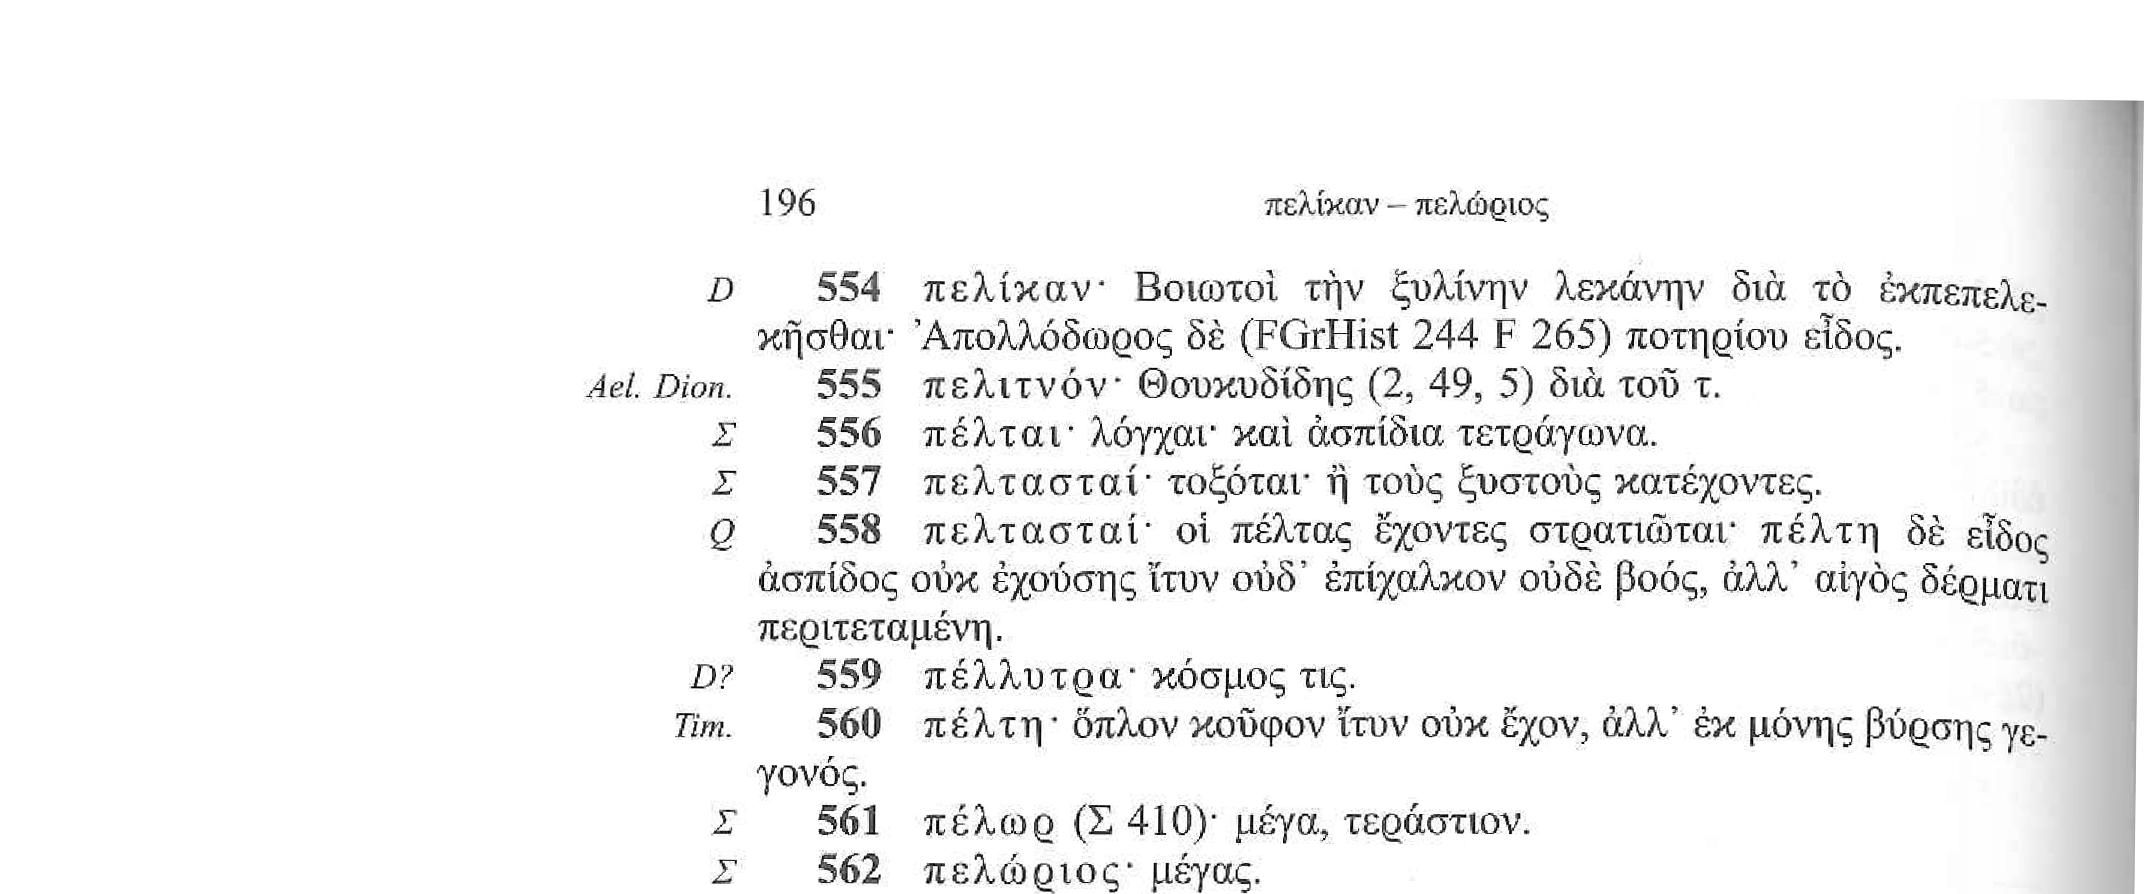 196 πελίκαν – πελώριος
D 554 πελίκαν· Βοιωτοὶ τὴν ξυλίνην λεκάνην διὰ τὸ ἐκπεπελε-
κῆσθαι· Ἀπολλόδωρος δὲ (FGrHist 244 F 265) ποτηρίου εἶδος.
Ael. Dion. 555 πελιτνόν· Θουκυδίδης (2, 49, 5) διὰ τοῦ τ.
Σ 556 πέλται· λόγχαι· καὶ ἀσπίδια τετράγωνα.
Σ 557 πελτασταί· τοξόται· ἢ τοὺς ξυστοὺς κατέχοντες.
Q 558 πελτασταί· οἱ πέλτας ἔχοντες στρατιῶται· πέλτη δὲ εἶδος
ἀσπίδος οὐκ ἐχούσης ἴτυν οὐδ’ ἐπίχαλκον οὐδὲ βοός, ἀλλ’ αἰγὸς δέρματι
περιτεταμένη.
D? 559 πέλλυτρα· κόσμος τις.
Tim. 560 πέλτη· ὅπλον κοῦφον ἴτυν οὐκ ἔχον, ἀλλ’ ἐκ μόνης βύρσης γε-
γονός.
Σ 561 πέλωρ (Σ 410)· μέγα, τεράστιον.
Σ 562 πελώριος· μέγας.